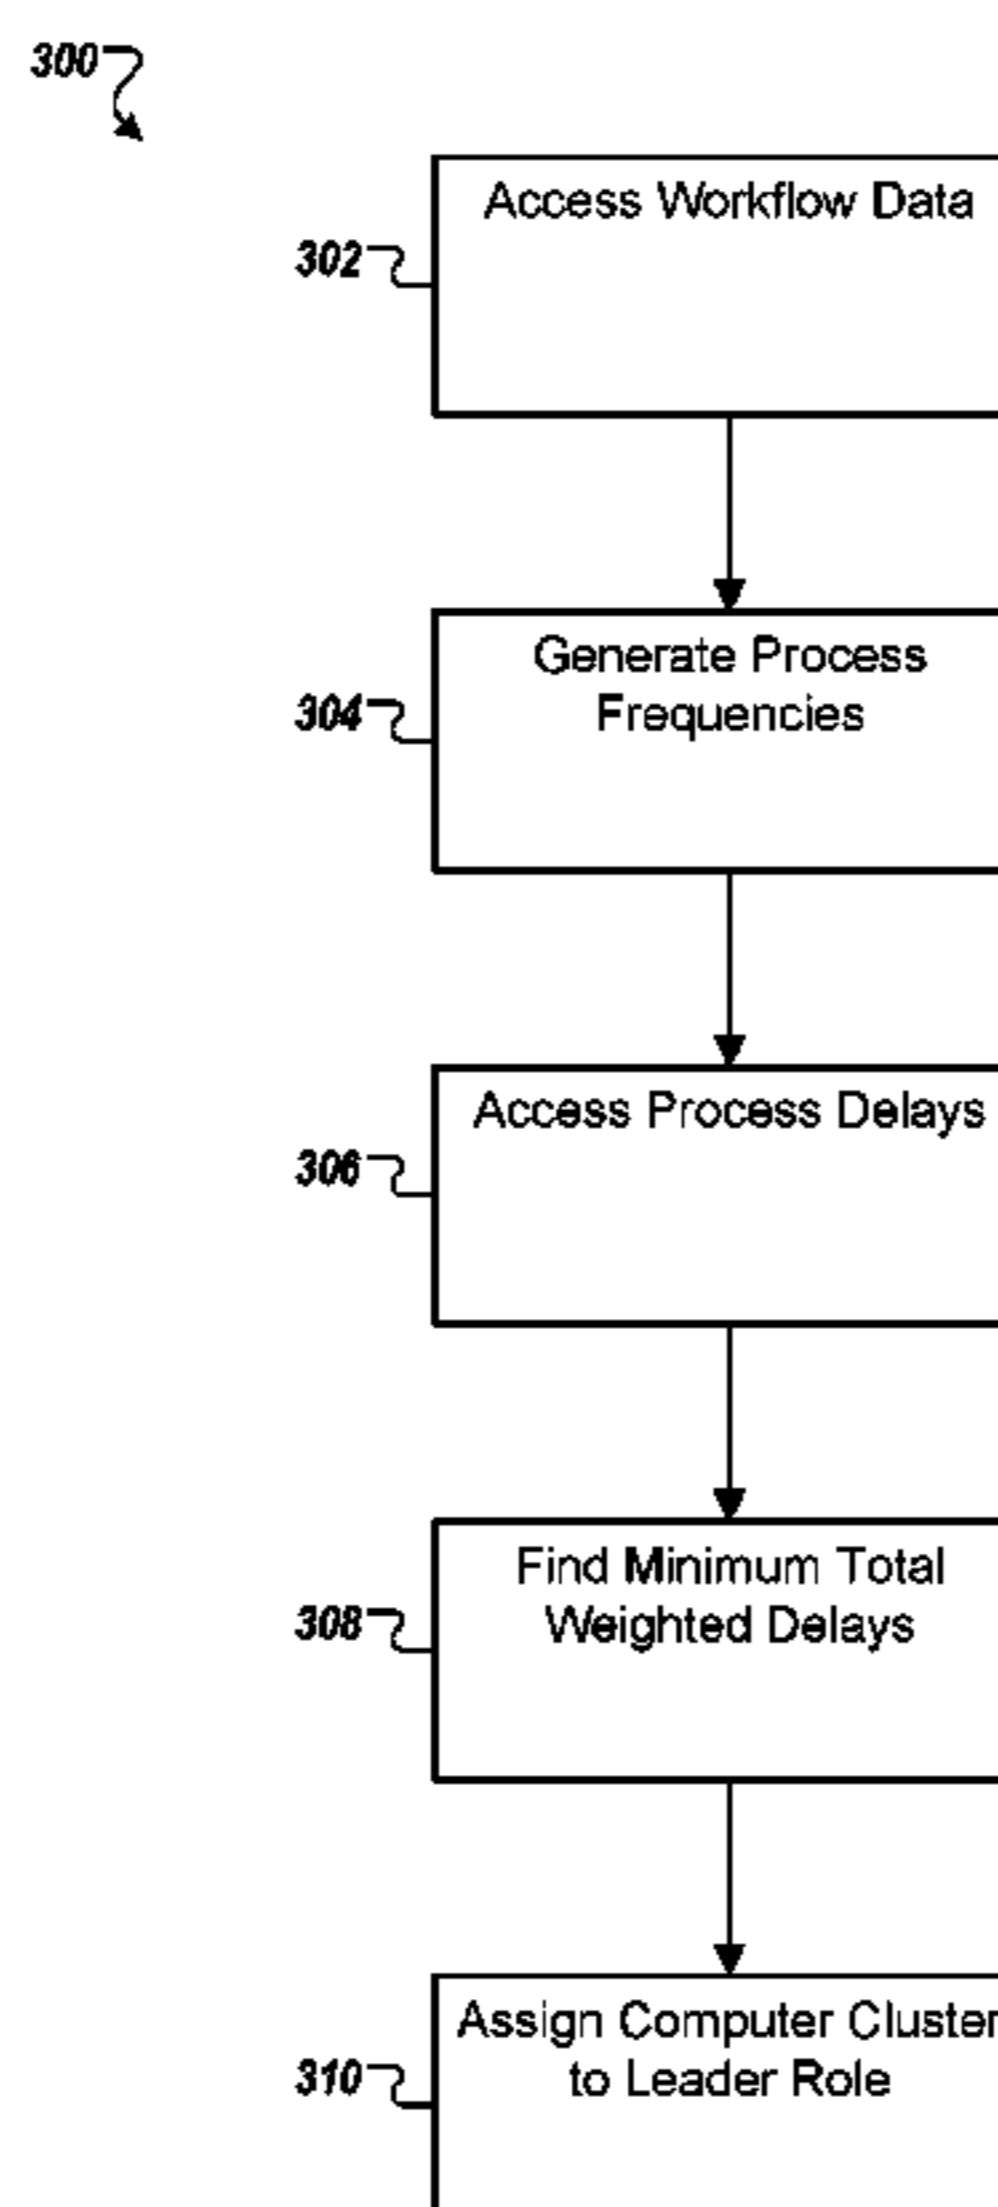 300
Access Workflow Data
302
Generate Process
Frequencies
304
Access Process Delays
306
Find Minimum Total
Weighted Delays
308
Assign Computer Cluster
to Leader Role
310